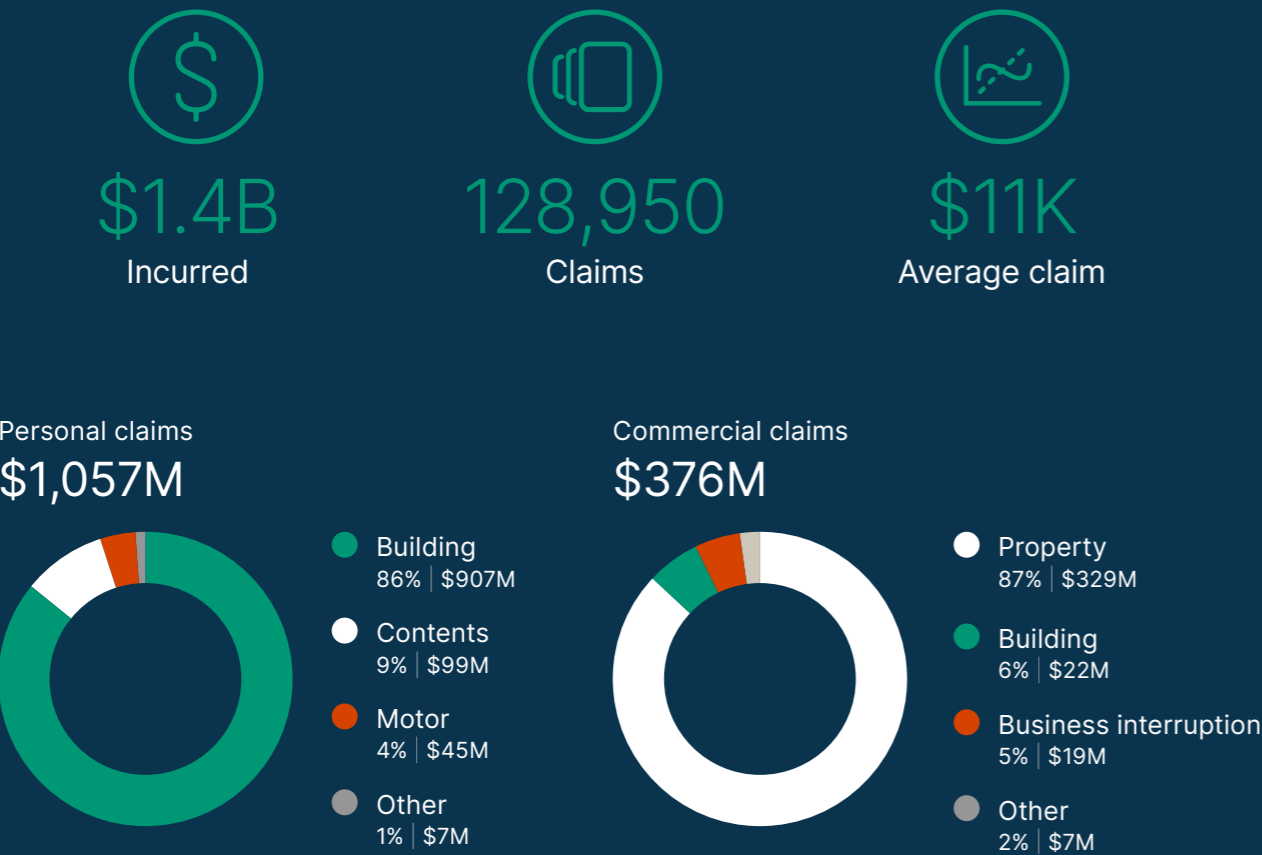 $1.4B
Incurred
128,950
Claims
$11K
Average claim
Personal claims
$1,057M
Building
86% | $907M
Contents
9% | $99M
Motor
4% | $45M
Other
1% | $7M
Commercial claims
$376M
Property
87% | $329M
Building
6% | $22M
Business interruption
5% | $19M
Other
2% | $7M